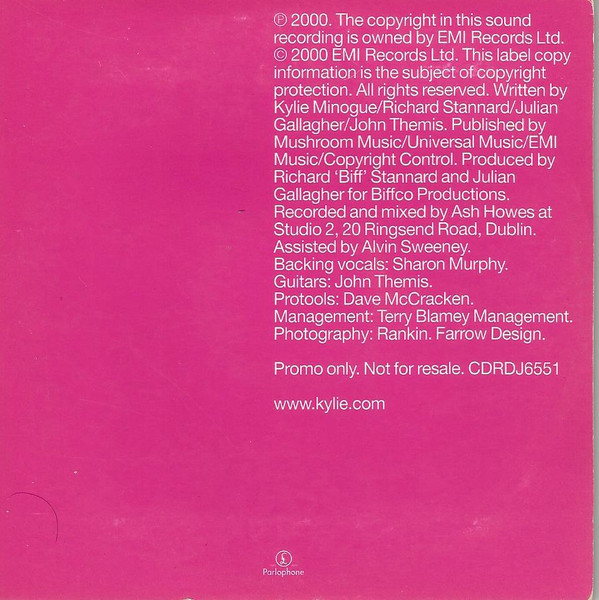 ℗ 2000. The copyright in this sound
recording is owned by EMI Records Ltd.
© 2000 EMI Records Ltd. This label copy
information is the subject of copyright
protection. All rights reserved. Written by
Kylie Minogue/Richard Stannard/Julian
Gallagher/John Themis. Published by
Mushroom Music/Universal Music/EMI
Music/Copyright Control. Produced by
Richard ‘Biff’ Stannard and Julian
Gallagher for Biffco Productions.
Recorded and mixed by Ash Howes at
Studio 2, 20 Ringsend Road, Dublin.
Assisted by Alvin Sweeney.
Backing vocals: Sharon Murphy.
Guitars: John Themis.
Protools: Dave McCracken.
Management: Terry Blamey Management.
Photography: Rankin. Farrow Design.
Promo only. Not for resale. CDRDJ6551
www.kylie.com
£
Parlophone